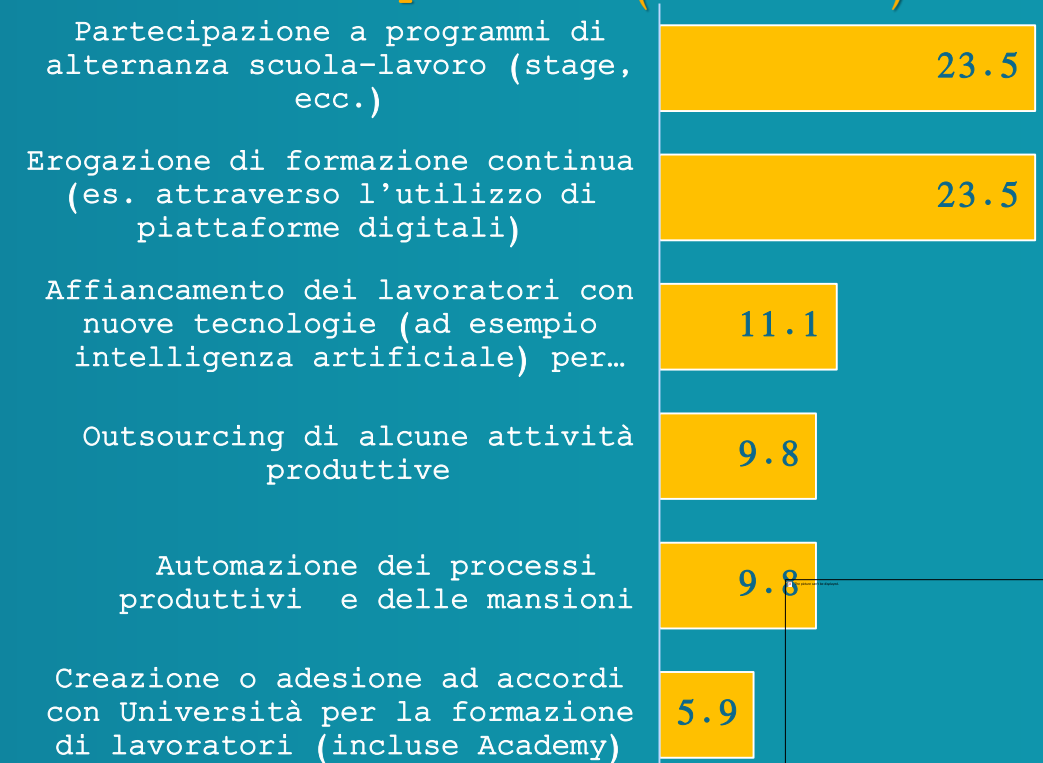 Partecipazione a programmi di
alternanza scuola-lavoro (stage,
ecc.)
23.5
Erogazione di formazione continua
(es. attraverso l’utilizzo di
piattaforme digitali)
23.5
Affiancamento dei lavoratori con
nuove tecnologie (ad esempio
intelligenza artificiale) per…
11.1
Outsourcing di alcune attività
produttive
9.8
Automazione dei processi
produttivi e delle mansioni
9.8
Creazione o adesione ad accordi
con Università per la formazione
di lavoratori (incluse Academy)
5.9